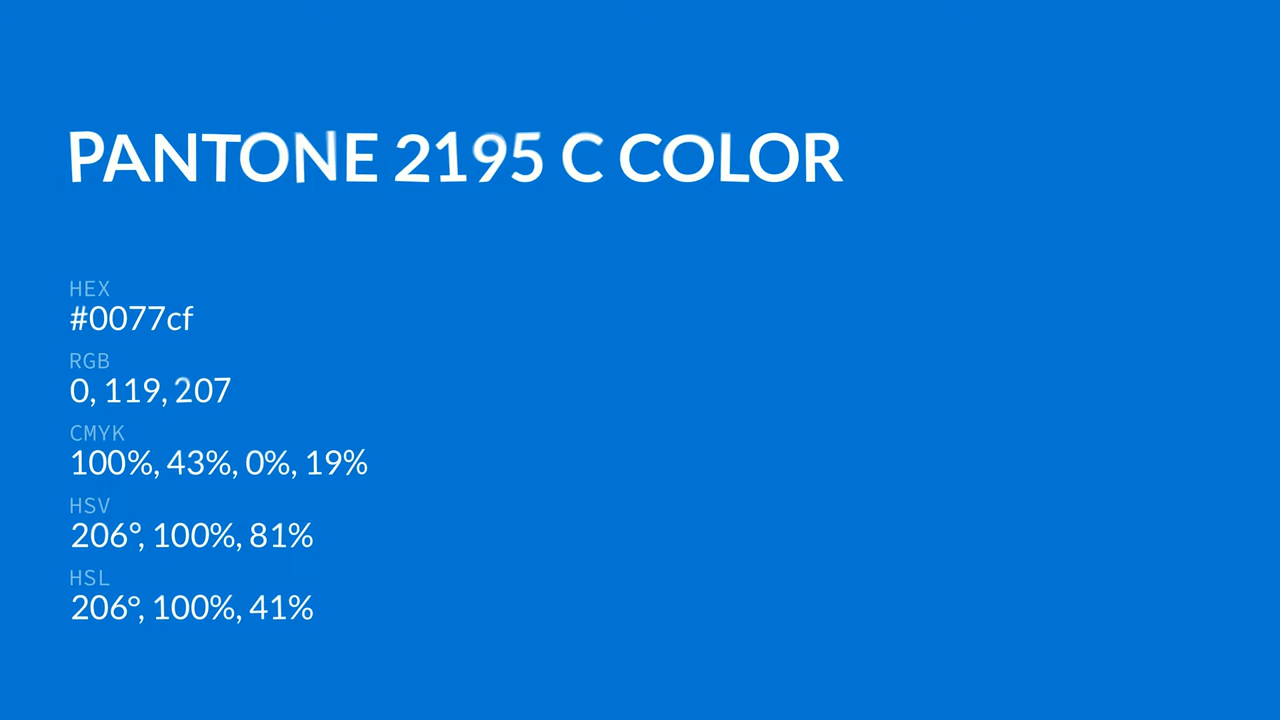 PANTONE 2195 C COLOR
HEX
#0077cf
RGB
0, 119, 207
CMYK
100%, 43%, 0%, 19%
HSV
206°, 100%, 81%
HSL
206°, 100%, 41%